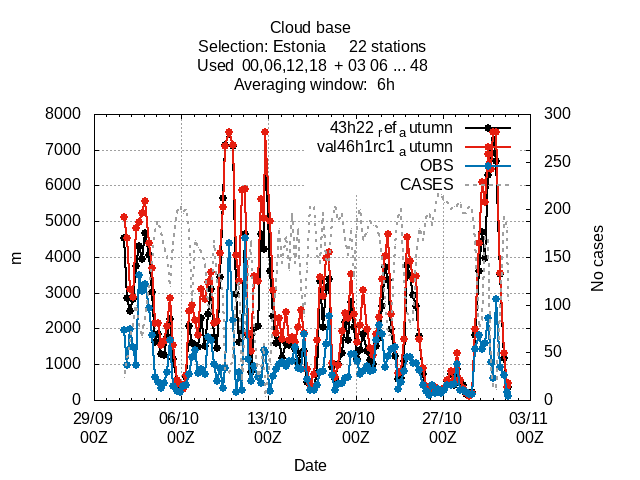 Cloud base
Selection: Estonia 22 stations
Used 00,06,12,18 + 03 06 ... 48
Averaging window: 6h
8000
7000
6000
5000
4000
3000
2000
1000
0
m
300
250
200
150
100
50
0
No cases
43h22_ref_autumn
val46h1rc1_autumn
OBS
CASES
29/09 06/10 13/10 20/10 27/10 03/11
00Z 00Z 00Z 00Z 00Z 00Z
Date